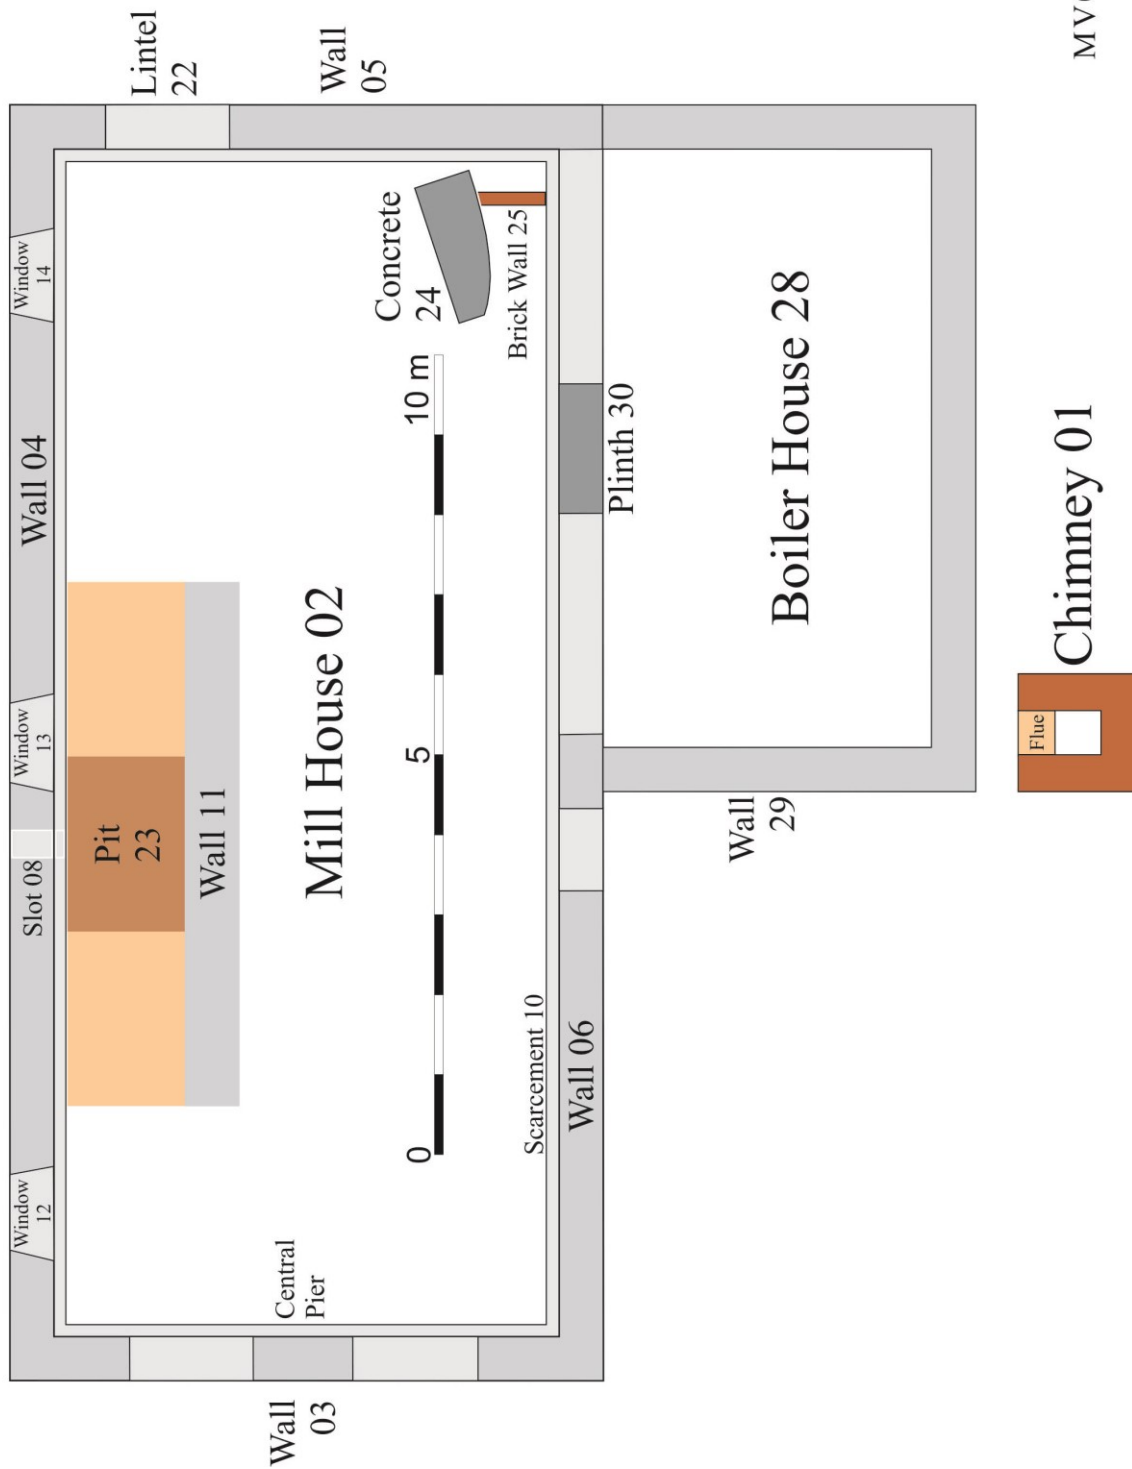 Window
12
Slot 08
Window
13
Wall 04
Window
14
Lintel
22
Pit
23
Wall 11
Wall
03
Central
Pier
Mill House 02
Wall
05
0
5
10 m
Concrete
24
Scarcement 10
Brick Wall 25
Wall 06
Plinth 30
Wall
29
Boiler House 28
Flue
Chimney 01